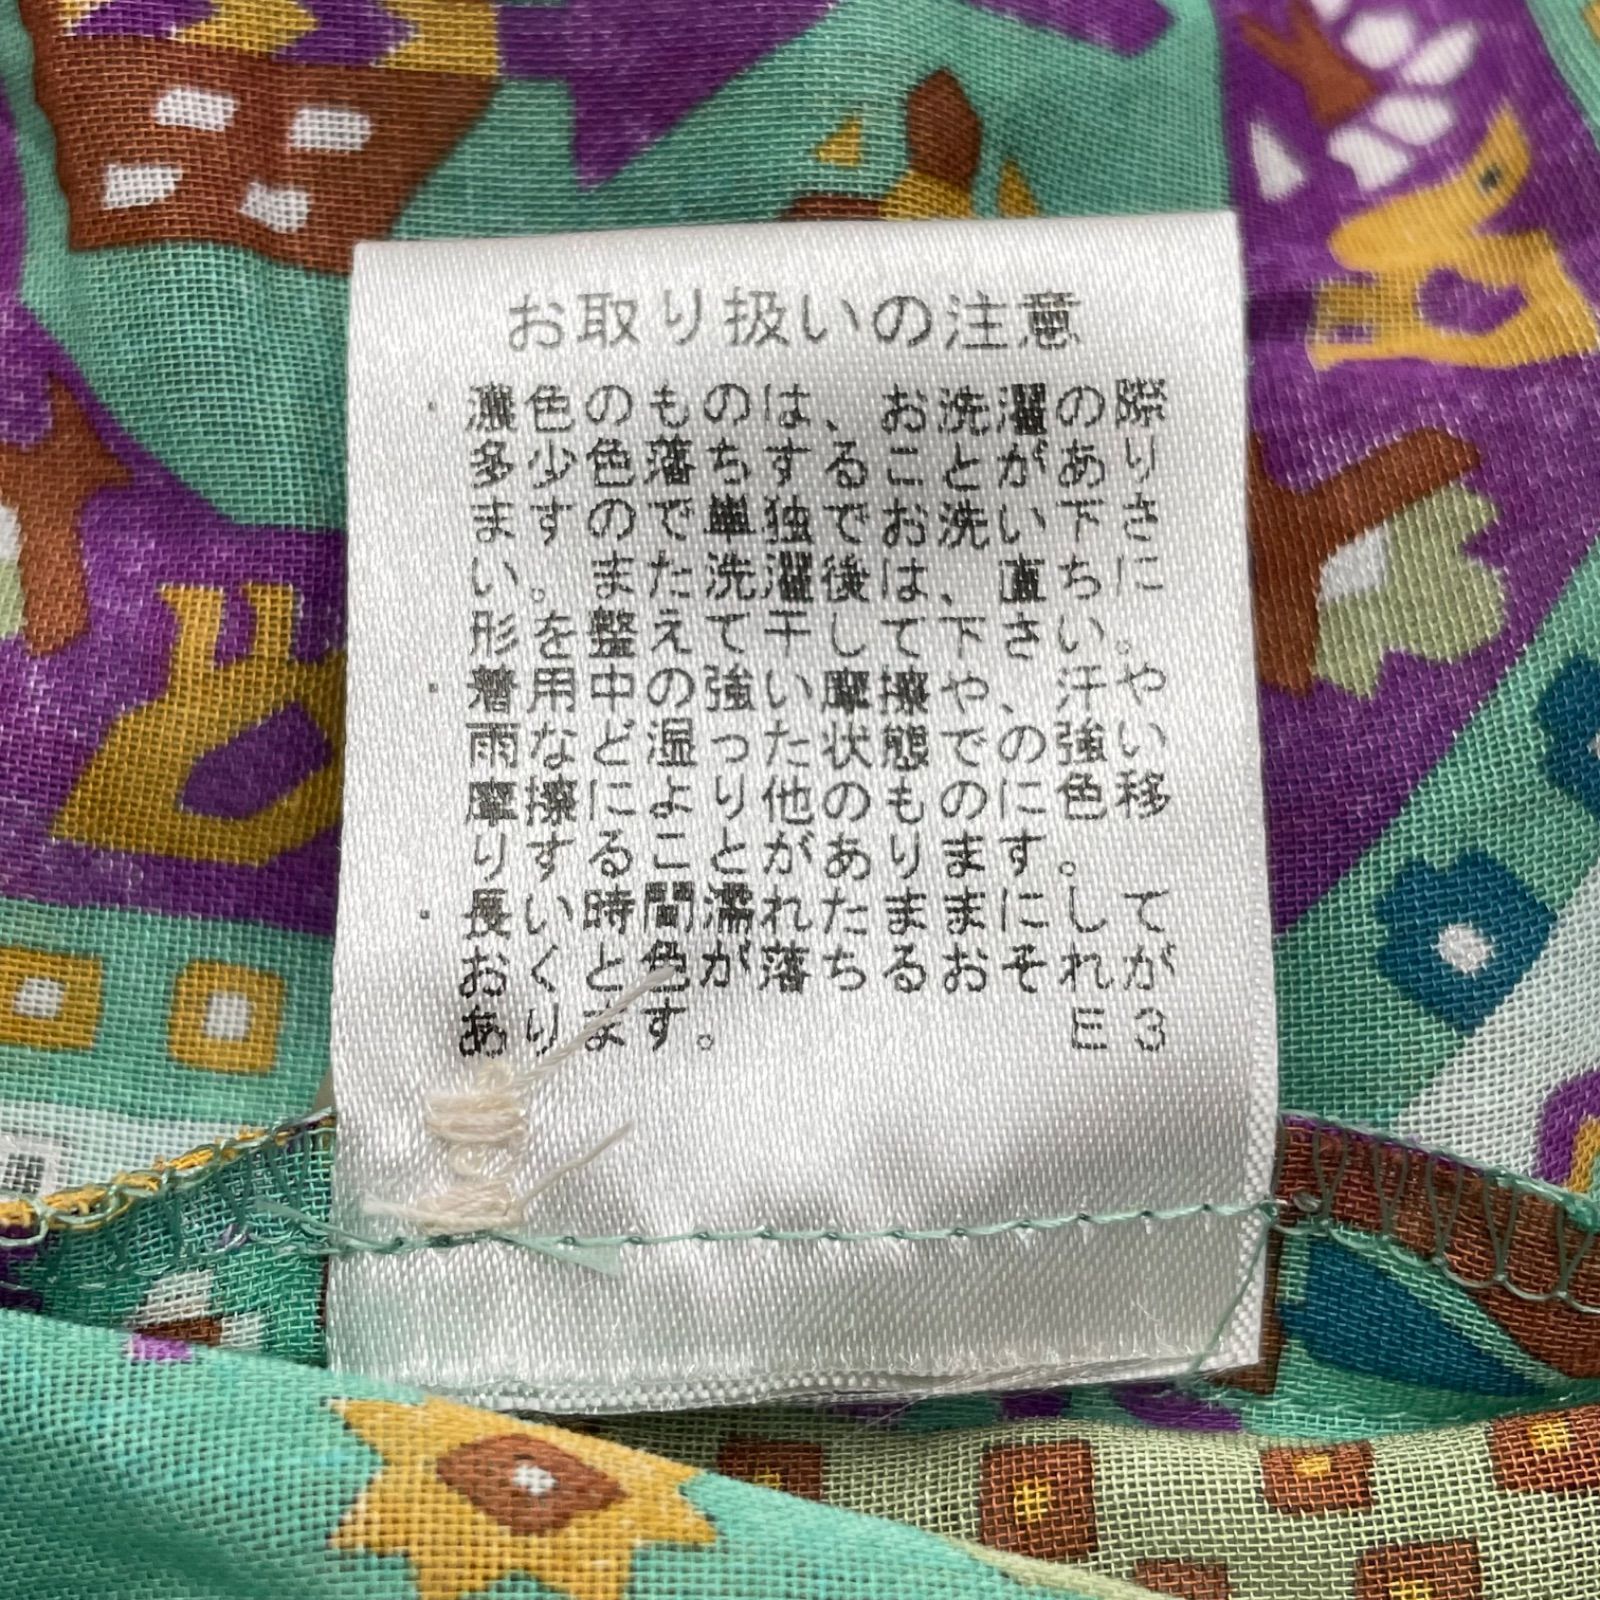 お取り扱いの注意
・濃色のものは、お洗濯の際
多少色落ちすることがあり
ますので単独でお洗い下さ
い。また洗濯後は、直ちに
形を整えて干して下さい。
・着用中の強い摩擦や、汗や
雨などの湿った状態での強い
摩擦により他のものに色移
りすることがあります。
・長い時間濡れたままにして
おくと色が落ちるおそれが
あります。 E3